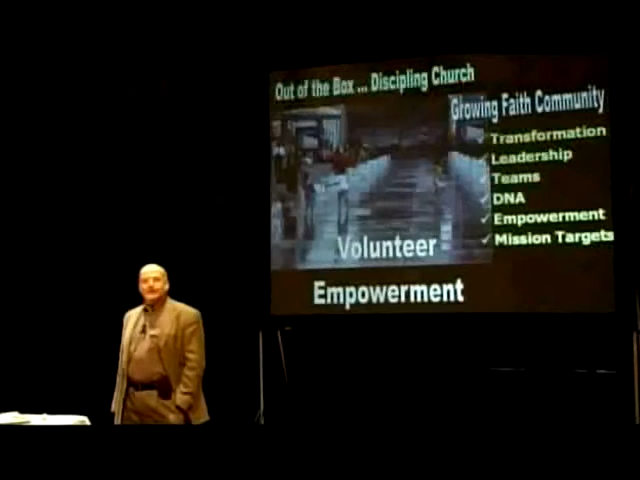 Out of the Box ... Discipling Church
Growing Faith Community
✓ Transformation
✓ Leadership
✓ Teams
✓ DNA
✓ Empowerment
✓ Mission Targets
Volunteer
Empowerment